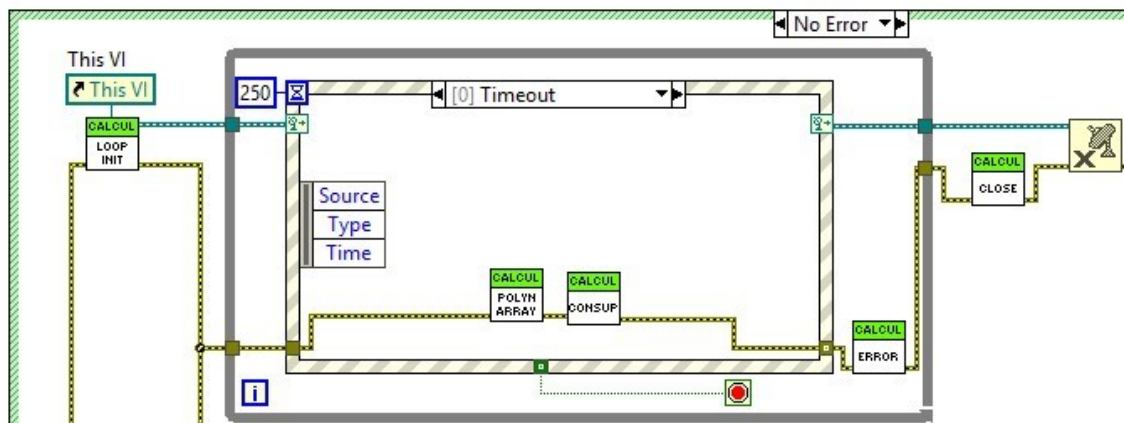 No Error
This VI
This VI
250
[0] Timeout
CALCUL
LOOP
INIT
CALCUL
CLOSE
Source
Type
Time
CALCUL
POLYN
ARRAY
CALCUL
CONSUP
CALCUL
ERROR
i